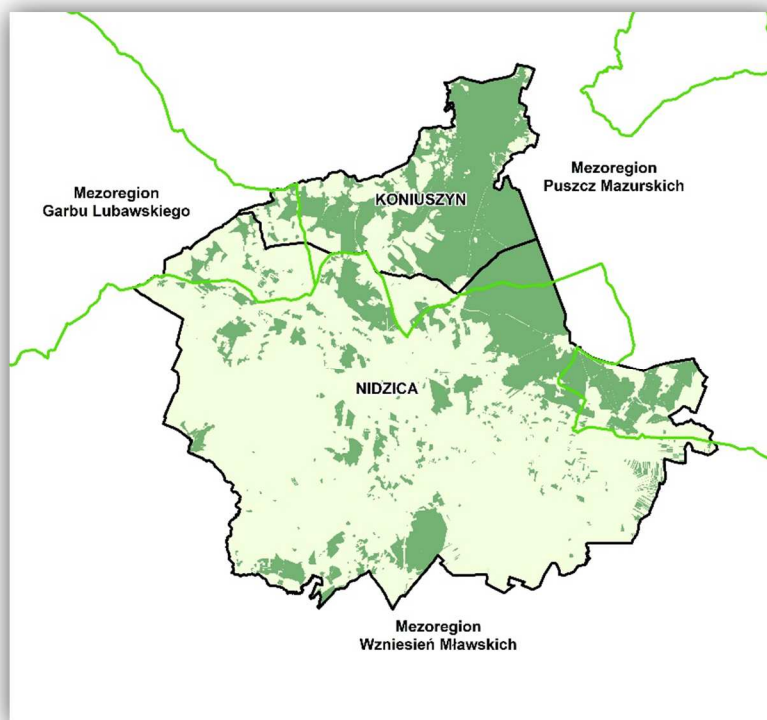 Mezoregion
Puszcz Mazurskich
Mezoregion
Garbu Lubawskiego
KONIUSZYN
NIDZICA
Mezoregion
Wzniesień Mławskich